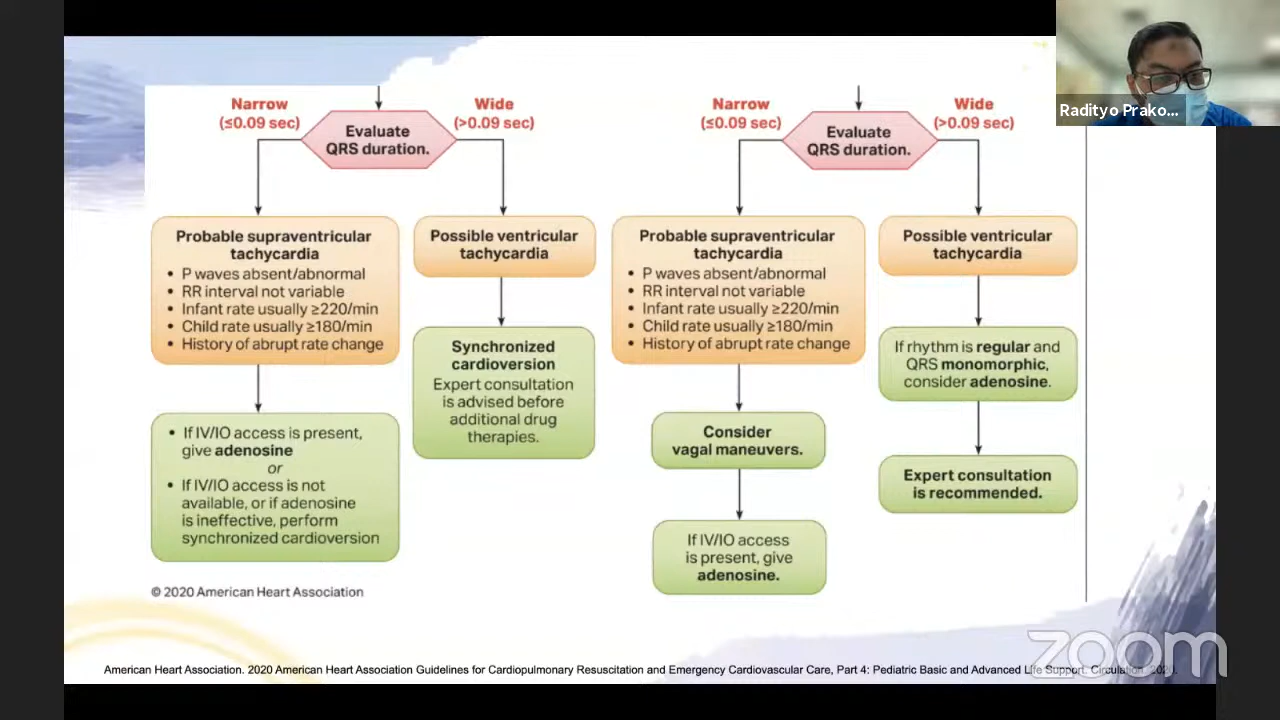 Radityo Prako...
Narrow
(≤0.09 sec)
Evaluate
QRS duration.
Wide
(>0.09 sec)
Probable supraventricular
tachycardia
• P waves absent/abnormal
• RR interval not variable
• Infant rate usually ≥220/min
• Child rate usually ≥180/min
• History of abrupt rate change
Possible ventricular
tachycardia
Synchronized
cardioversion
Expert consultation
is advised before
additional drug
therapies.
• If IV/IO access is present,
give adenosine
or
• If IV/IO access is not
available, or if adenosine
is ineffective, perform
synchronized cardioversion
© 2020 American Heart Association
Narrow
(≤0.09 sec)
Evaluate
QRS duration.
Wide
(>0.09 sec)
Probable supraventricular
tachycardia
• P waves absent/abnormal
• RR interval not variable
• Infant rate usually ≥220/min
• Child rate usually ≥180/min
• History of abrupt rate change
Possible ventricular
tachycardia
If rhythm is regular and
QRS monomorphic,
consider adenosine.
Consider
vagal maneuvers.
Expert consultation
is recommended.
If IV/IO access
is present, give
adenosine.
zoom
American Heart Association. 2020 American Heart Association Guidelines for Cardiopulmonary Resuscitation and Emergency Cardiovascular Care, Part 4: Pediatric Basic and Advanced Life Support. Circulation. 2020.